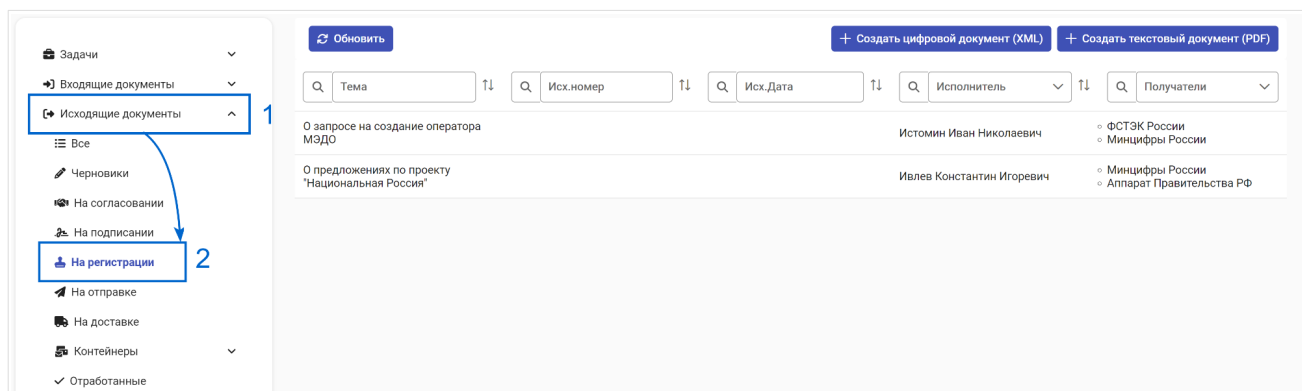 Задачи
Входящие документы
Исходящие документы 1
Все
Черновики
На согласовании
На подписании
На регистрации 2
На отправке
На доставке
Контейнеры
Отработанные
Обновить + Создать цифровой документ (XML) + Создать текстовый документ (PDF)
Тема Исх.номер Исх.Дата Исполнитель Получатели
О запросе на создание оператора
МЭДО
Истомин Иван Николаевич
ФСТЭК России
Минцифры России
О предложениях по проекту
"Национальная Россия"
Ивлев Константин Игоревич
Минцифры России
Аппарат Правительства РФ